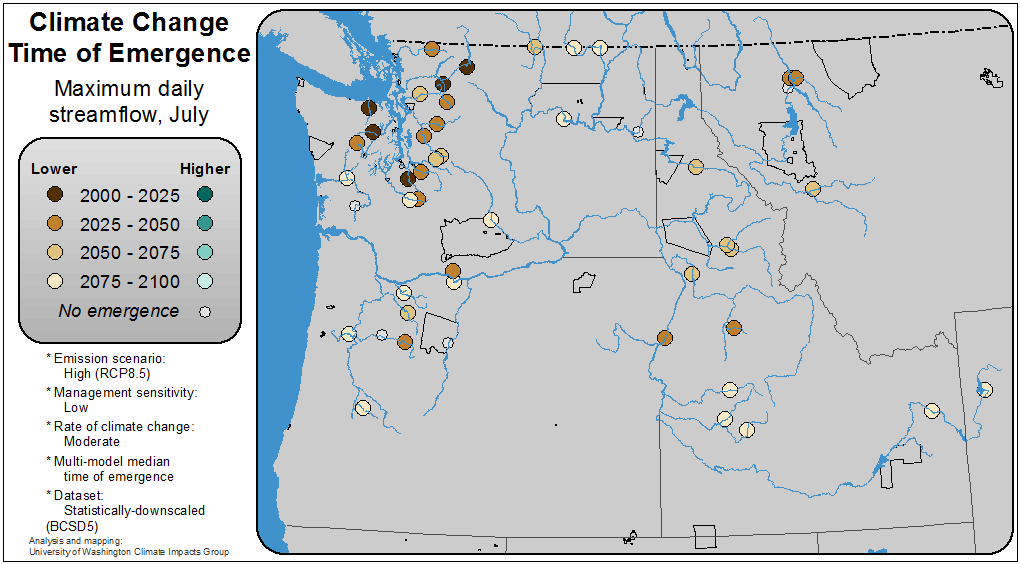 Climate Change
Time of Emergence
Maximum daily
streamflow, July
Lower Higher
2000 - 2025
2025 - 2050
2050 - 2075
2075 - 2100
No emergence
* Emission scenario:
High (RCP8.5)
* Management sensitivity:
Low
* Rate of climate change:
Moderate
* Multi-model median
time of emergence
* Dataset:
Statistically-downscaled
(BCSD5)
Analysis and mapping:
University of Washington Climate Impacts Group